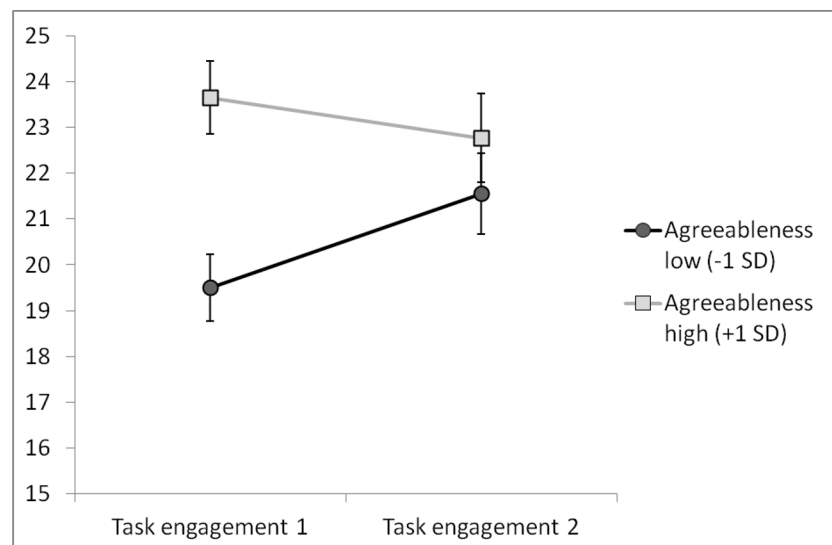 25
24
23
22
21
20
19
18
17
16
15
Task engagement 1
Task engagement 2
Agreeableness
low (-1 SD)
Agreeableness
high (+1 SD)